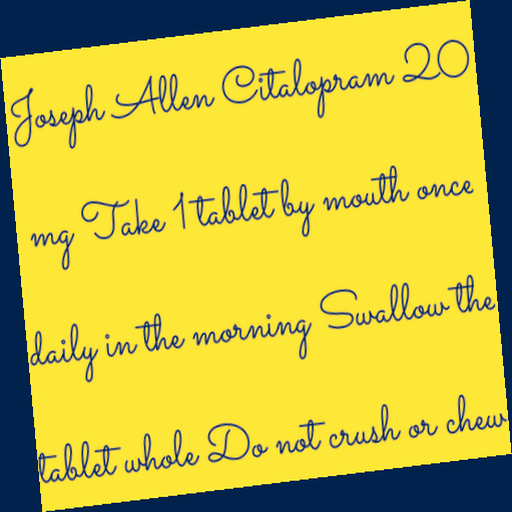 Joseph Allen Citalopram 20
mg Take 1 tablet by mouth once
daily in the morning Swallow the
tablet whole Do not crush or chew